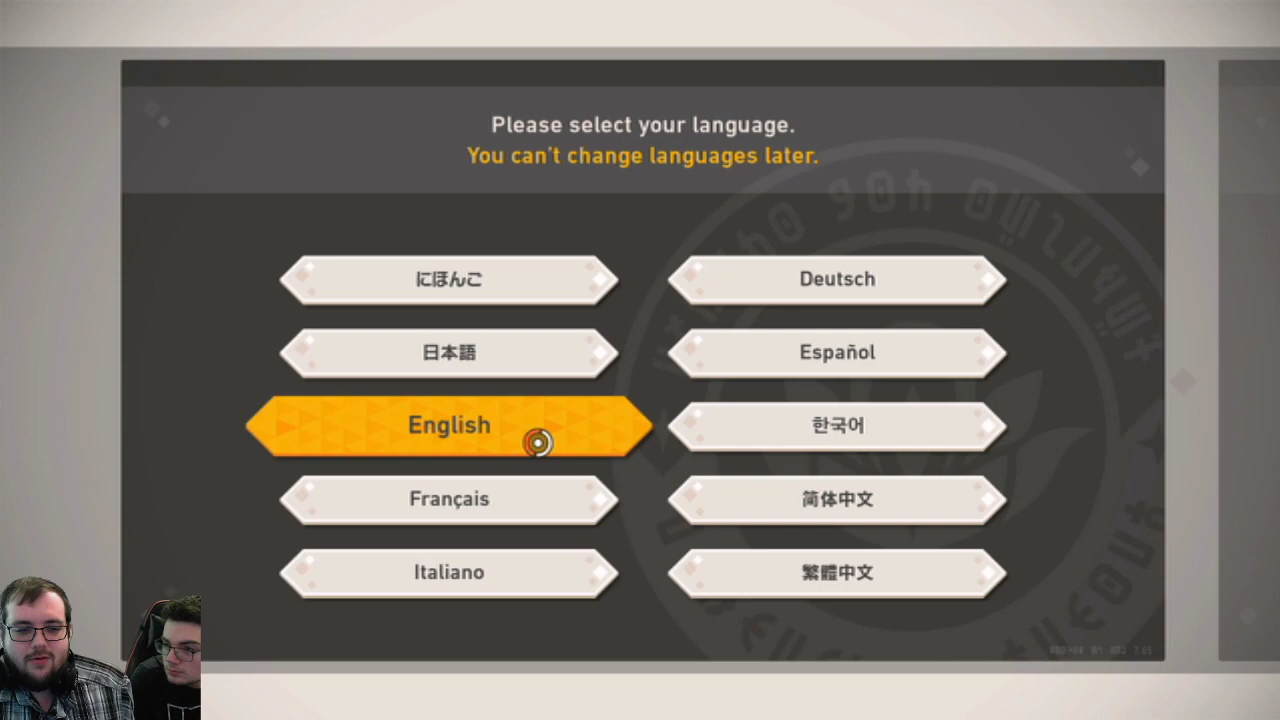 Please select your language.
You can't change languages later.
にほんご
日本語
English
Français
Italiano
Deutsch
Español
한국어
简体中文
繁體中文